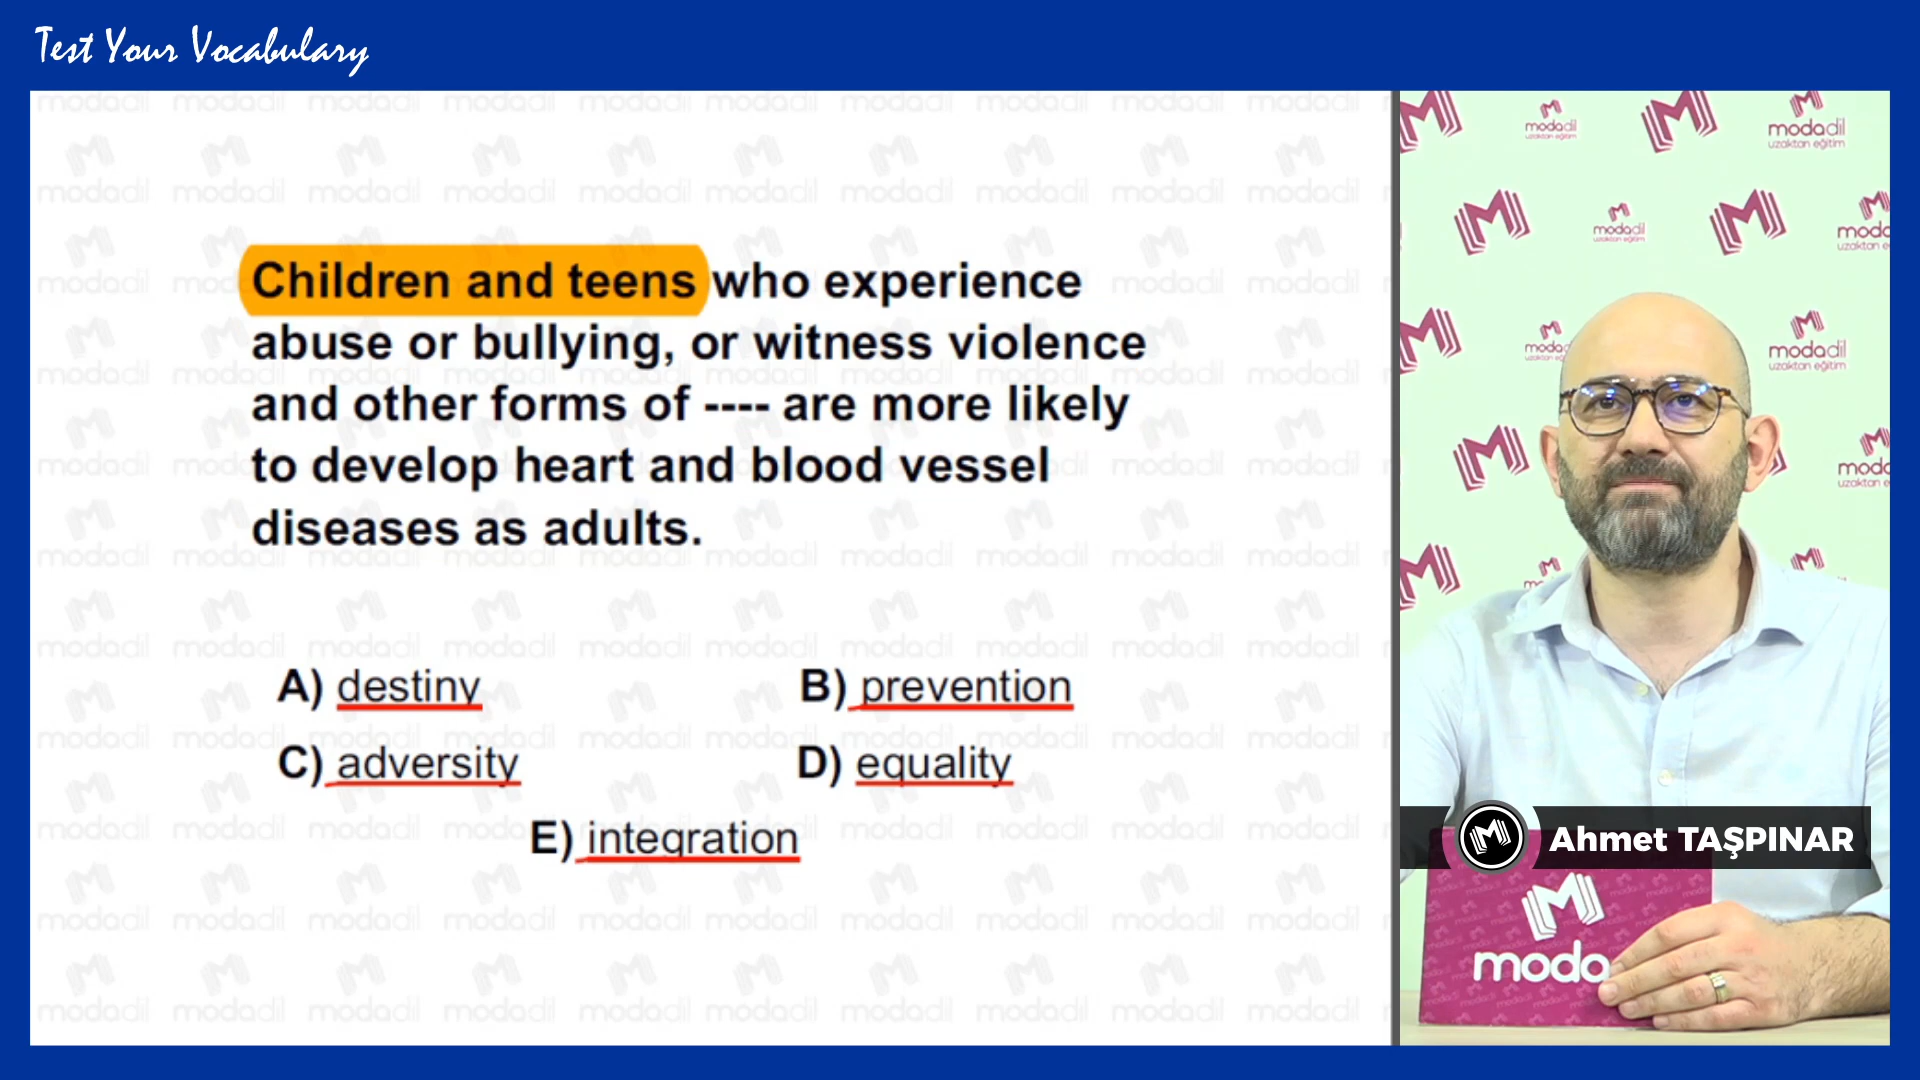 Test Your Vocabulary
Children and teens who experience
abuse or bullying, or witness violence
and other forms of ---- are more likely
to develop heart and blood vessel
diseases as adults.
A) destiny
B) prevention
C) adversity
D) equality
E) integration
modadil
uzaktan eğitim
Ahmet TAŞPINAR
moda